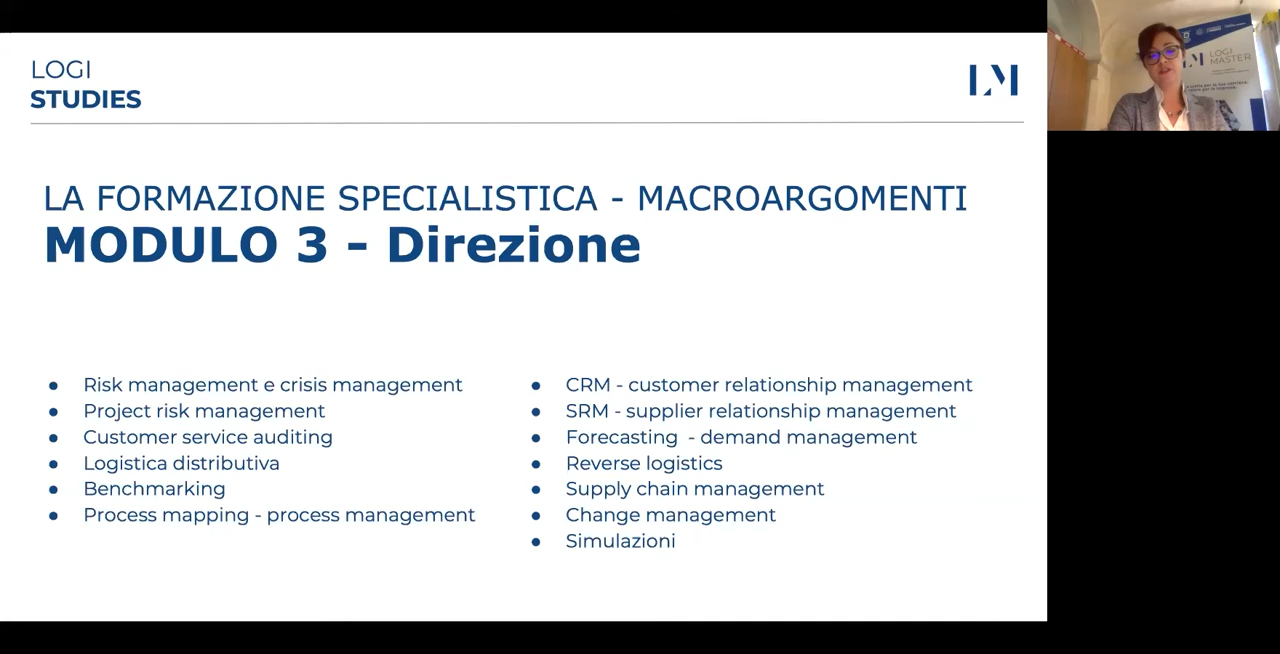 LOGI
STUDIES
LM
LA FORMAZIONE SPECIALISTICA - MACROARGOMENTI
MODULO 3 - Direzione
● Risk management e crisis management
● Project risk management
● Customer service auditing
● Logistica distributiva
● Benchmarking
● Process mapping - process management
● CRM - customer relationship management
● SRM - supplier relationship management
● Forecasting - demand management
● Reverse logistics
● Supply chain management
● Change management
● Simulazioni
LOGI
MASTER